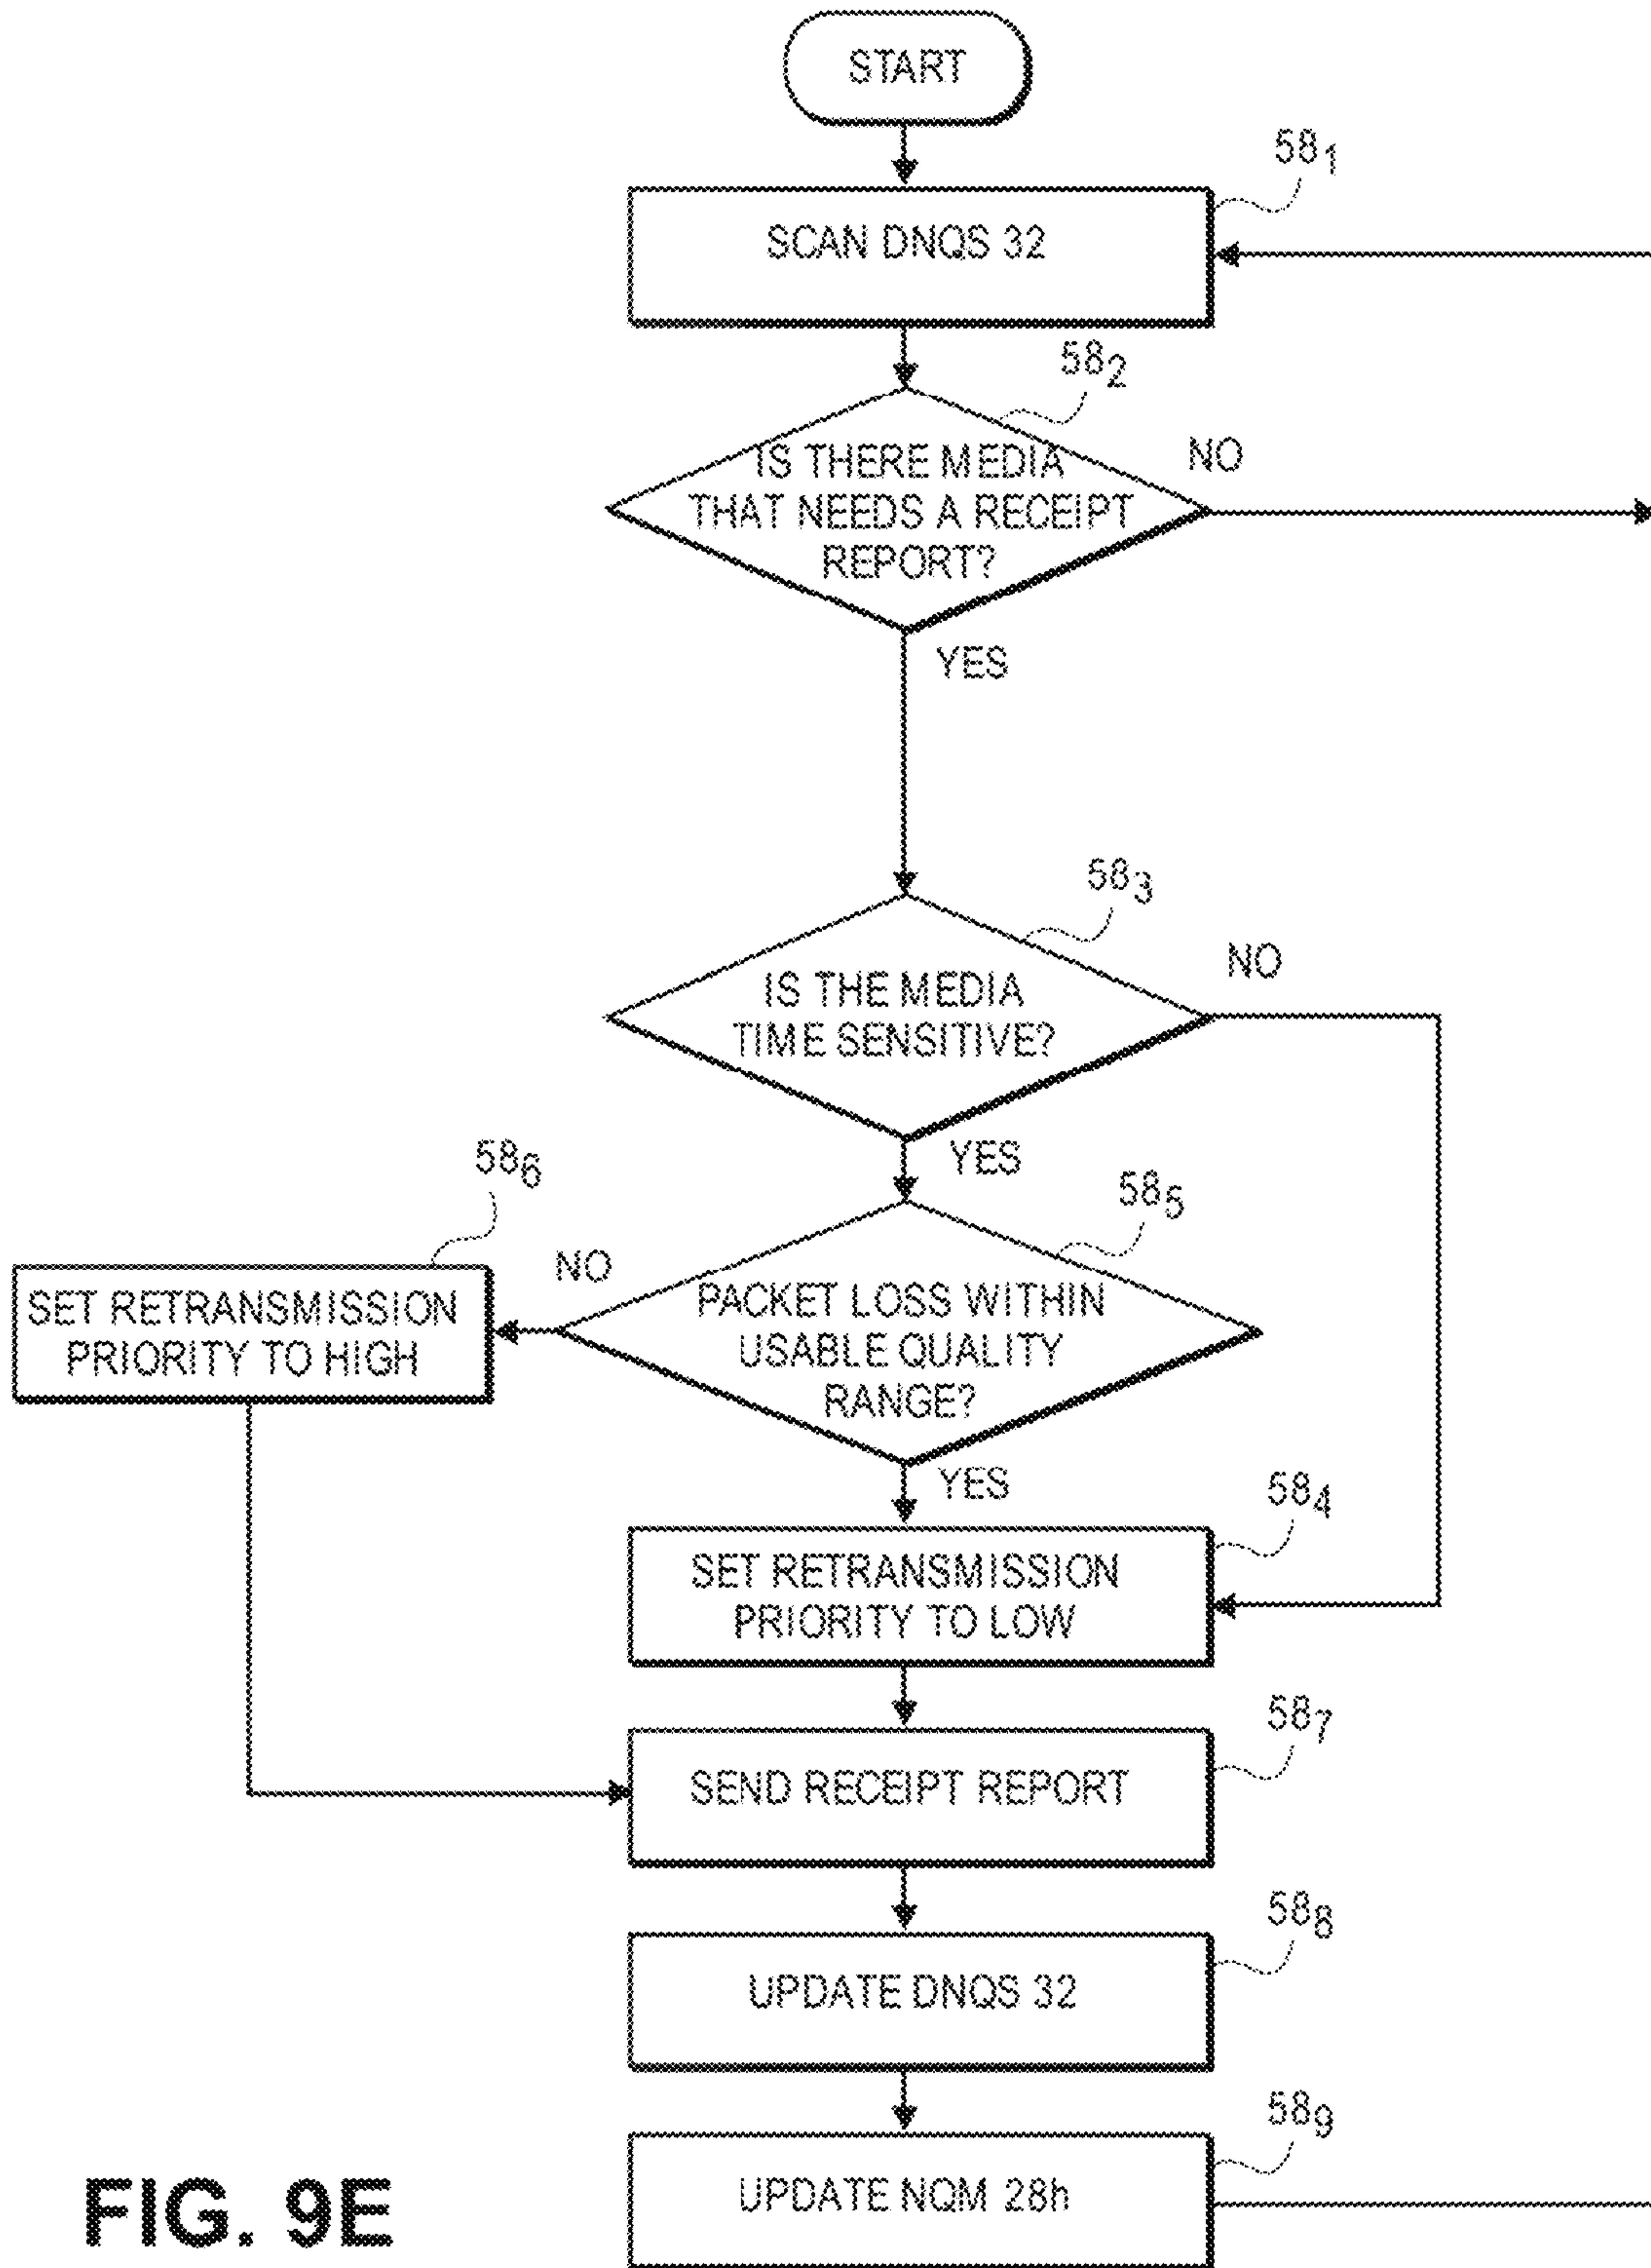 START
58₁
SCAN DNQS 32
58₂
IS THERE MEDIA
THAT NEEDS A RECEIPT
REPORT?
NO
YES
58₃
IS THE MEDIA
TIME SENSITIVE?
NO
YES
58₆
58₅
NO
SET RETRANSMISSION
PRIORITY TO HIGH
PACKET LOSS WITHIN
USABLE QUALITY
RANGE?
YES
58₄
SET RETRANSMISSION
PRIORITY TO LOW
58₇
SEND RECEIPT REPORT
58₈
UPDATE DNQS 32
58₉
UPDATE NQM 28h
FIG. 9E